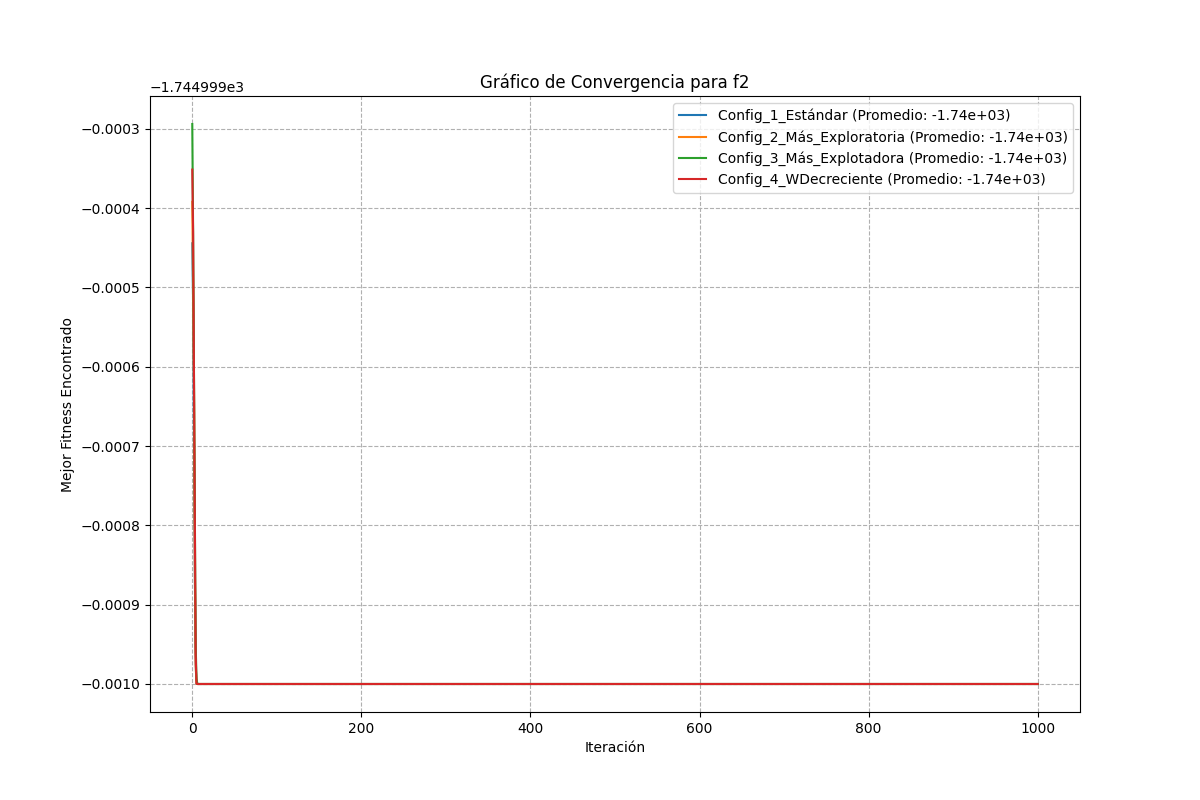 Gráfico de Convergencia para f2
−1.744999e3
Config_1_Estándar (Promedio: -1.74e+03)
Config_2_Más_Exploratoria (Promedio: -1.74e+03)
Config_3_Más_Explotadora (Promedio: -1.74e+03)
Config_4_WDecreciente (Promedio: -1.74e+03)
−0.0003
−0.0004
−0.0005
−0.0006
−0.0007
−0.0008
−0.0009
−0.0010
Mejor Fitness Encontrado
0 200 400 600 800 1000
Iteración